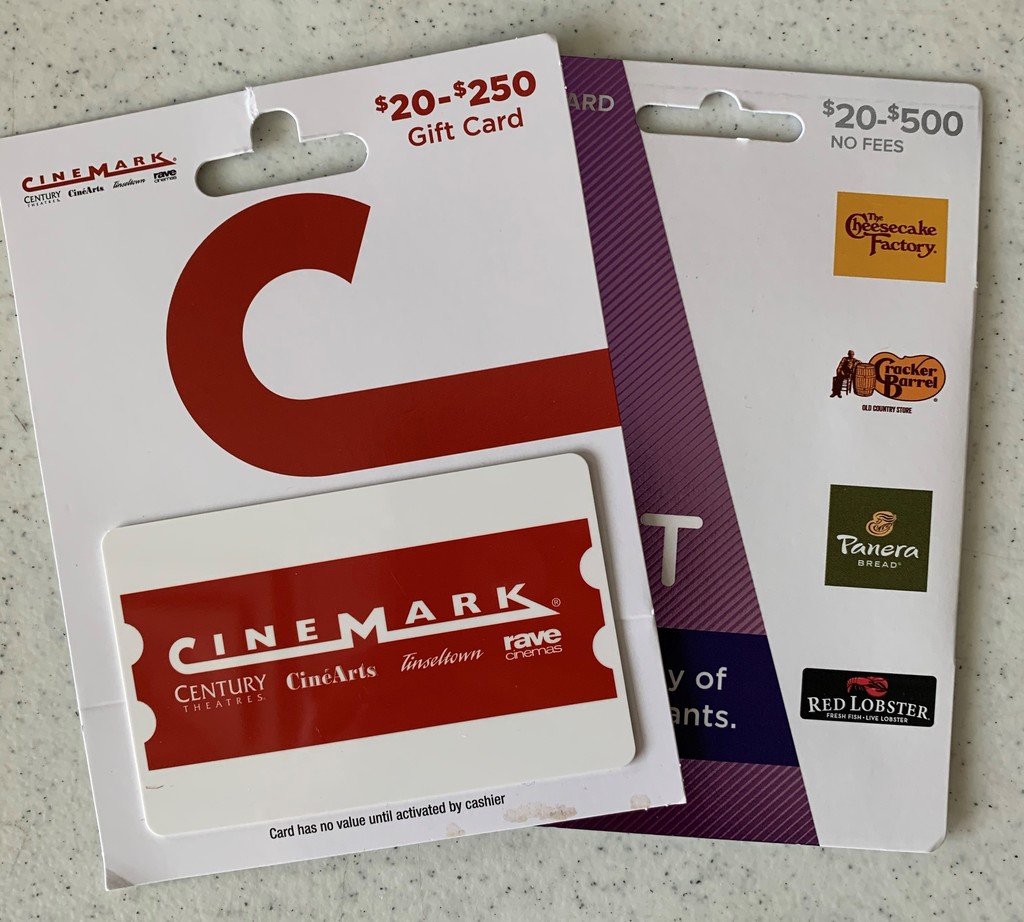 $20-$250
Gift Card
CINEMARK
CENTURY THEATRES.
CinéArts
Tinseltown
rave cinemas
CINEMARK®
CENTURY THEATRES.
CinéArts
Tinseltown
rave cinemas
Card has no value until activated by cashier
ARD
$20-$500
NO FEES
The
Cheesecake
Factory.
Cracker
Barrel
OLD COUNTRY STORE
Panera
BREAD®
T
y of
ants.
RED LOBSTER
FRESH FISH • LIVE LOBSTER